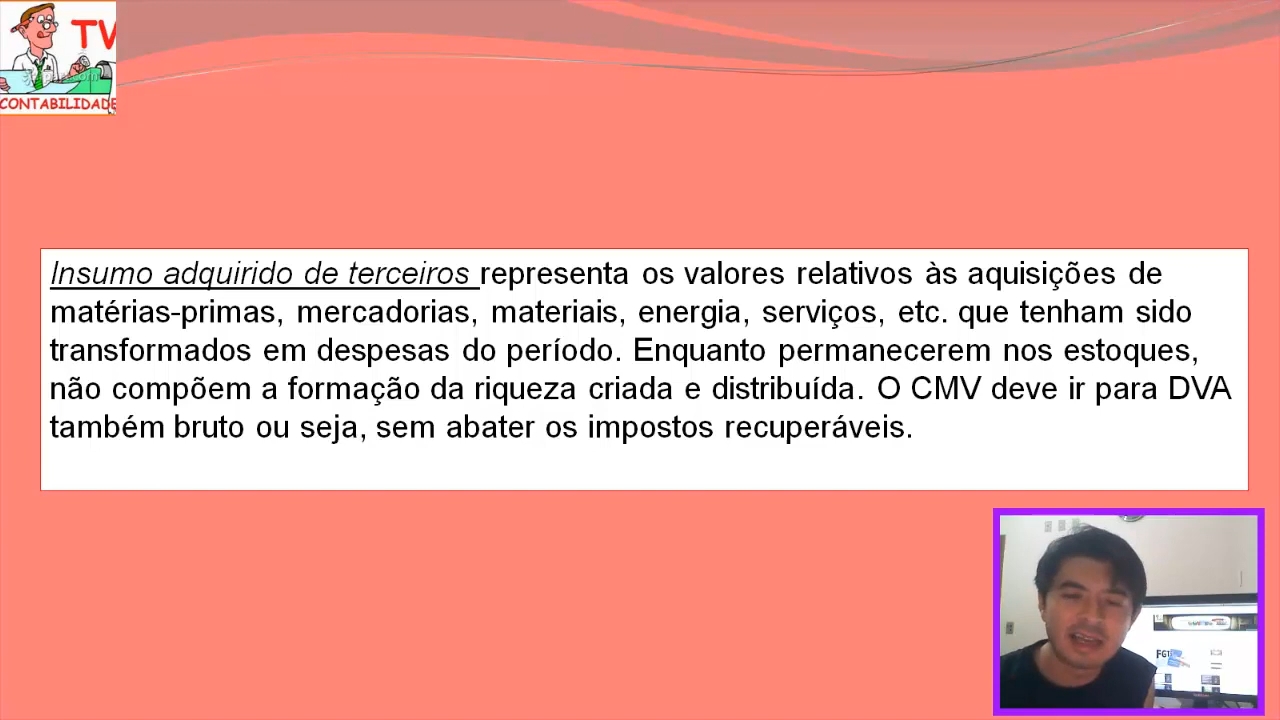 TV
CONTABILIDADE
Insumo adquirido de terceiros representa os valores relativos às aquisições de
matérias-primas, mercadorias, materiais, energia, serviços, etc. que tenham sido
transformados em despesas do período. Enquanto permanecerem nos estoques,
não compõem a formação da riqueza criada e distribuída. O CMV deve ir para DVA
também bruto ou seja, sem abater os impostos recuperáveis.